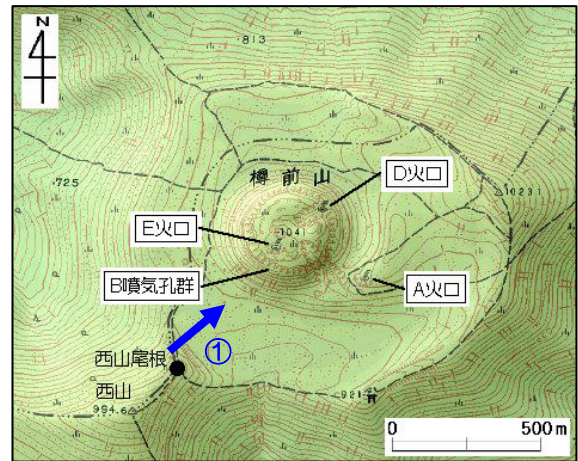 N
・813
樽前山
D火口
・725
1023.1
E火口
・1041
B噴気孔群
A火口
①
西山尾根
西山
994.6
921
0 500m